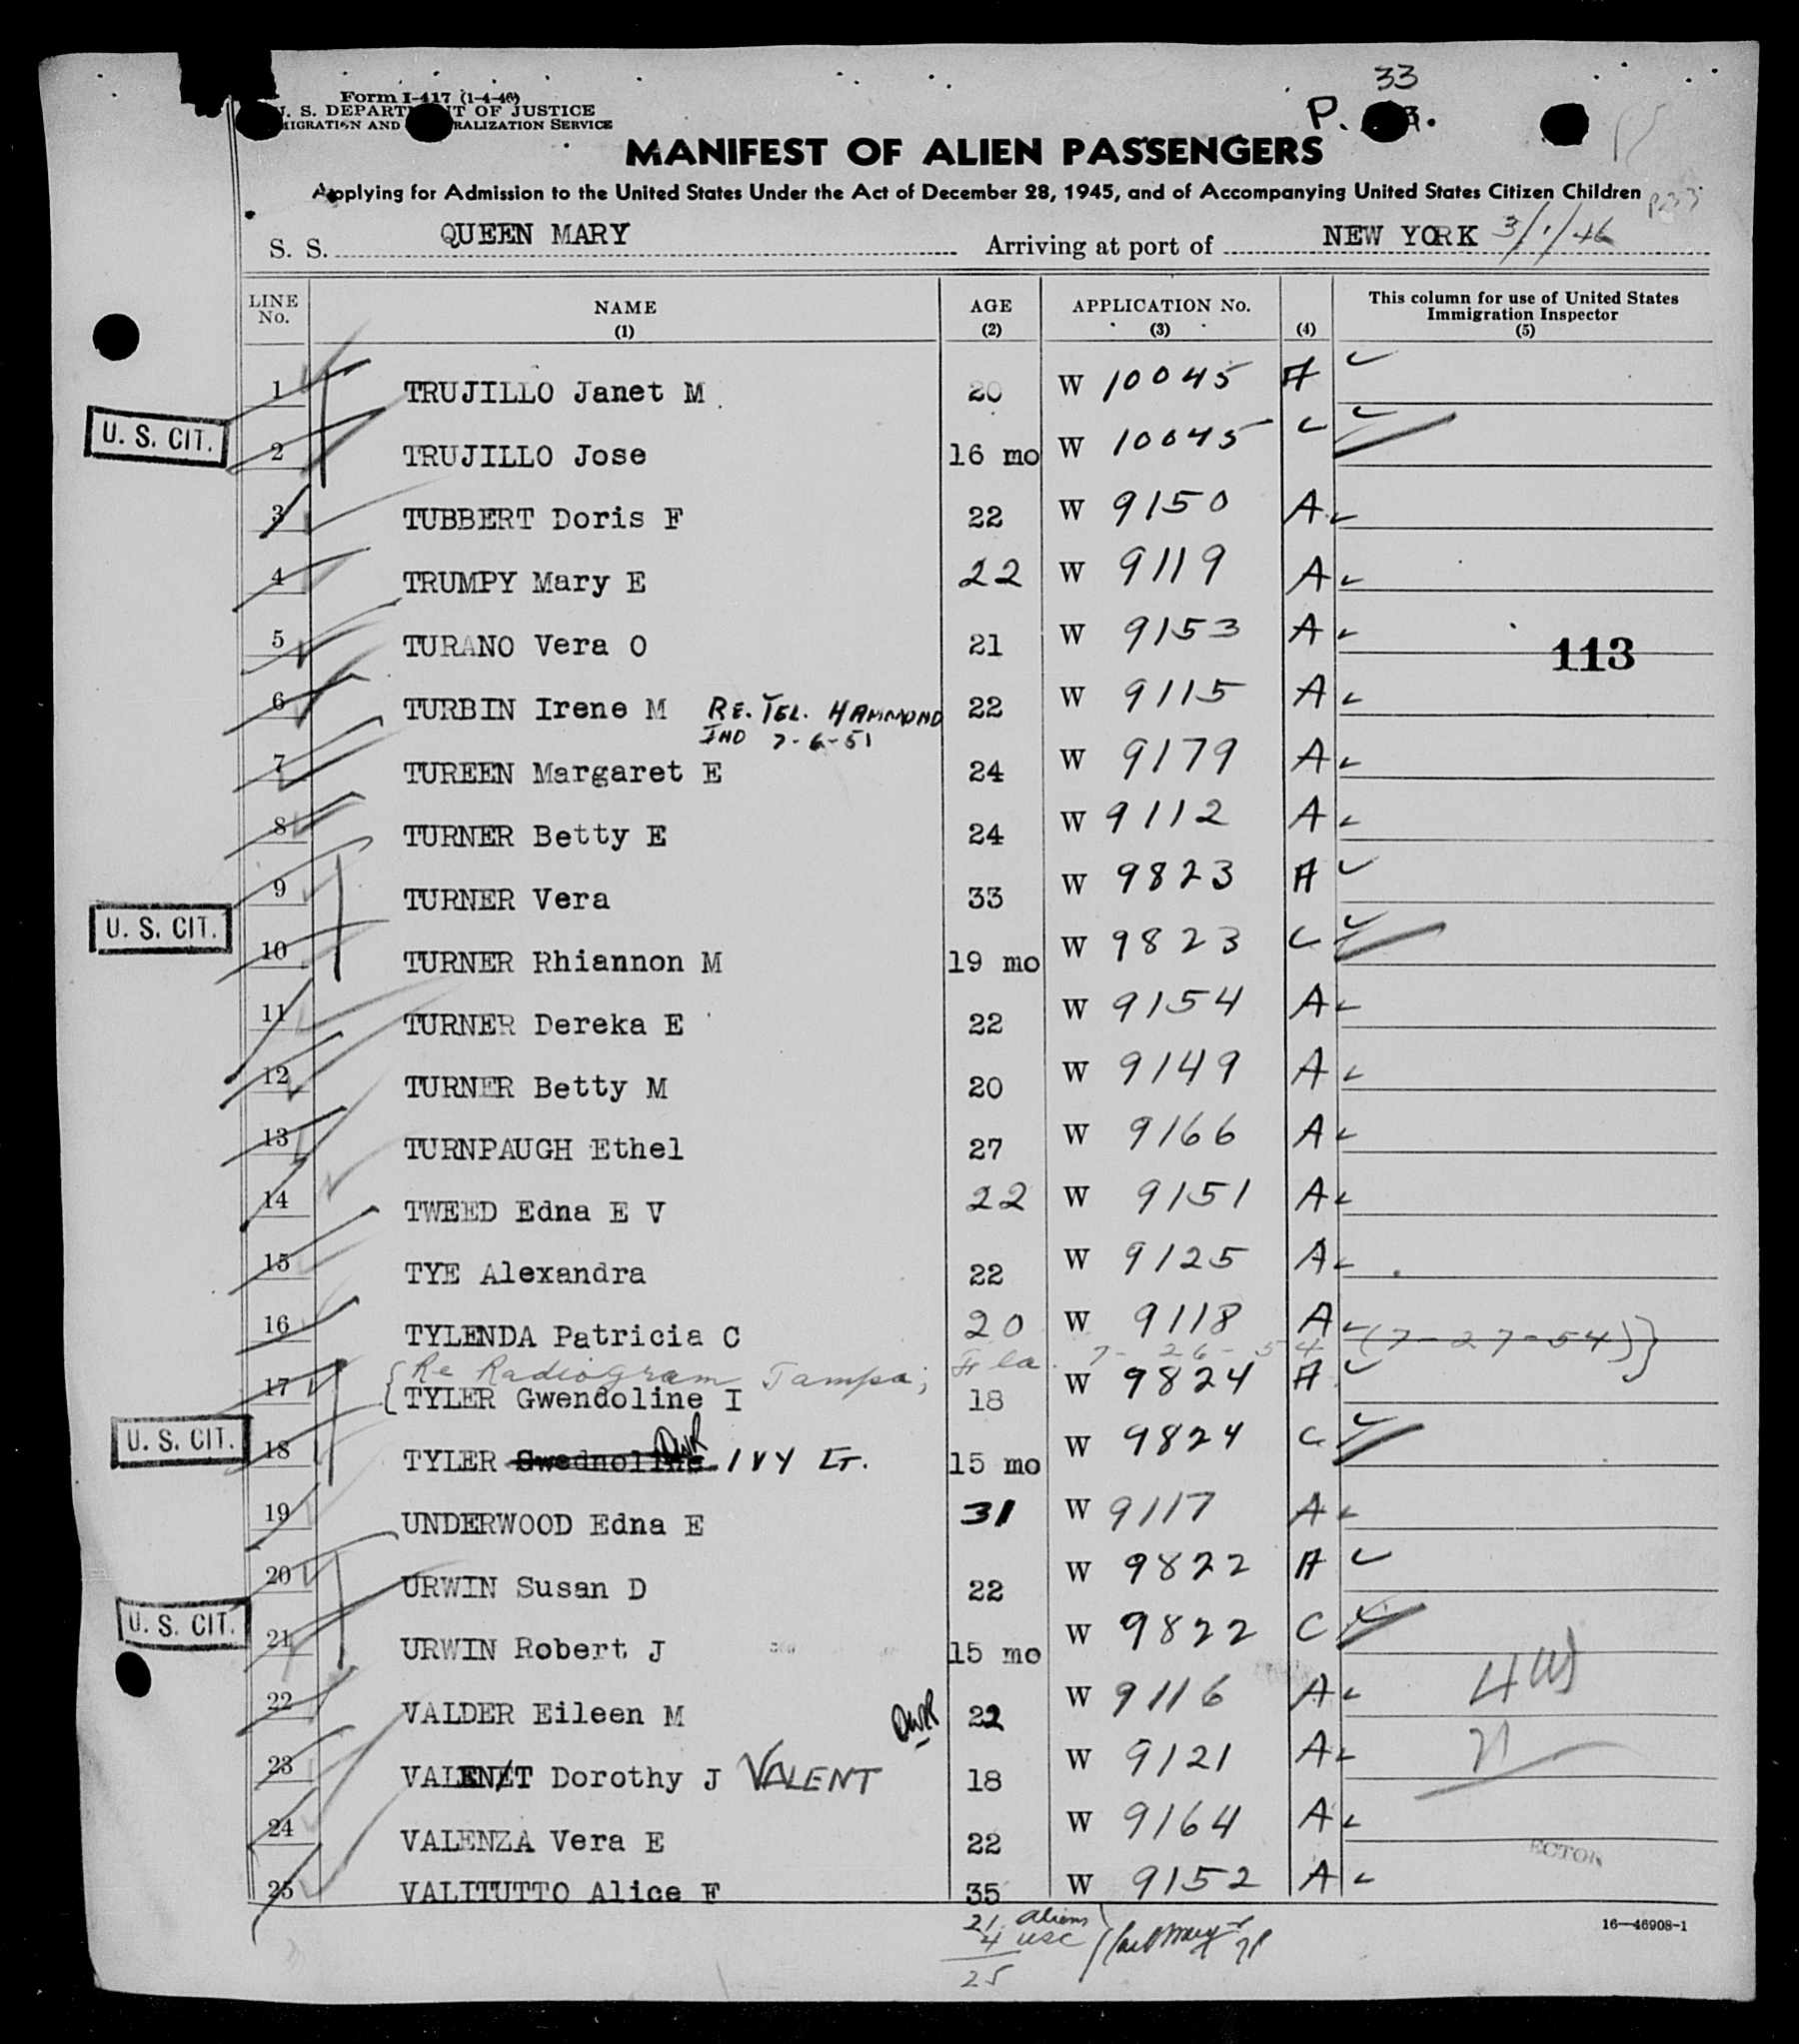 33
Form I-417 (1-4-46)
U. S. DEPARTMENT OF JUSTICE
IMMIGRATION AND NATURALIZATION SERVICE
P.
MANIFEST OF ALIEN PASSENGERS
Applying for Admission to the United States Under the Act of December 28, 1945, and of Accompanying United States Citizen Children
S. S. QUEEN MARY Arriving at port of NEW YORK 3/1/46
LINE No. NAME (1) AGE (2) APPLICATION No. (3) (4) This column for use of United States Immigration Inspector (5)
1 TRUJILLO Janet M 20 W 10045 A
U. S. CIT. 2 TRUJILLO Jose 16 mo W 10045 C
3 TUBBERT Doris F 22 W 9150 A
4 TRUMPY Mary E 22 W 9119 A
5 TURANO Vera O 21 W 9153 A
113
6 TURBIN Irene M RE. TEL. HAMMOND 22 W 9115 A
IND 7-6-51
7 TUREEN Margaret E 24 W 9179 A
8 TURNER Betty E 24 W 9112 A
9 TURNER Vera 33 W 9823 A
U. S. CIT. 10 TURNER Rhiannon M 19 mo W 9823 C
11 TURNER Dereka E 22 W 9154 A
12 TURNER Betty M 20 W 9149 A
13 TURNPAUGH Ethel 27 W 9166 A
14 TWEED Edna E V 22 W 9151 A
15 TYE Alexandra 22 W 9125 A
16 TYLENDA Patricia C 20 W 9118 A
Re Radiogram Tampa, Fla. 7-26-54 (7-27-54)
17 TYLER Gwendoline I 18 W 9824 A
U. S. CIT. 18 TYLER Gwednoline DWR IVY G. 15 mo W 9824 C
19 UNDERWOOD Edna E 31 W 9117 A
20 URWIN Susan D 22 W 9822 A
U. S. CIT. 21 URWIN Robert J 15 mo W 9822 C
22 VALDER Eileen M 22 W 9116 A 4
DWR
23 VALENT Dorothy J VALENT 18 W 9121 A 21
24 VALENZA Vera E 22 W 9164 A
ECTOR
25 VALITUTTO Alice F 35 W 9152 A
21 aliens
4 USC
25
16—46908-1